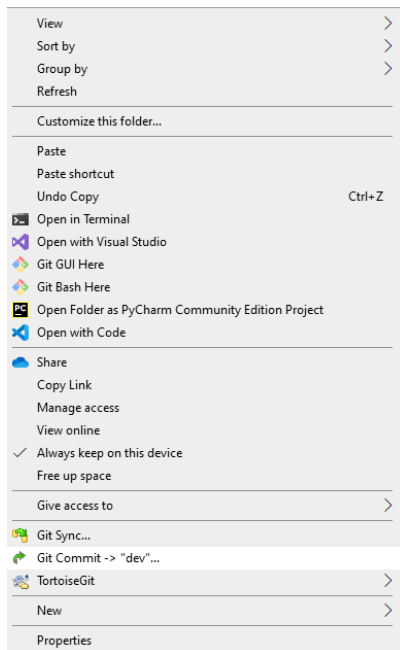 View
Sort by
Group by
Refresh
Customize this folder...
Paste
Paste shortcut
Undo Copy Ctrl+Z
Open in Terminal
Open with Visual Studio
Git GUI Here
Git Bash Here
PC Open Folder as PyCharm Community Edition Project
Open with Code
Share
Copy Link
Manage access
View online
Always keep on this device
Free up space
Give access to
Git Sync...
Git Commit -> "dev"...
TortoiseGit
New
Properties